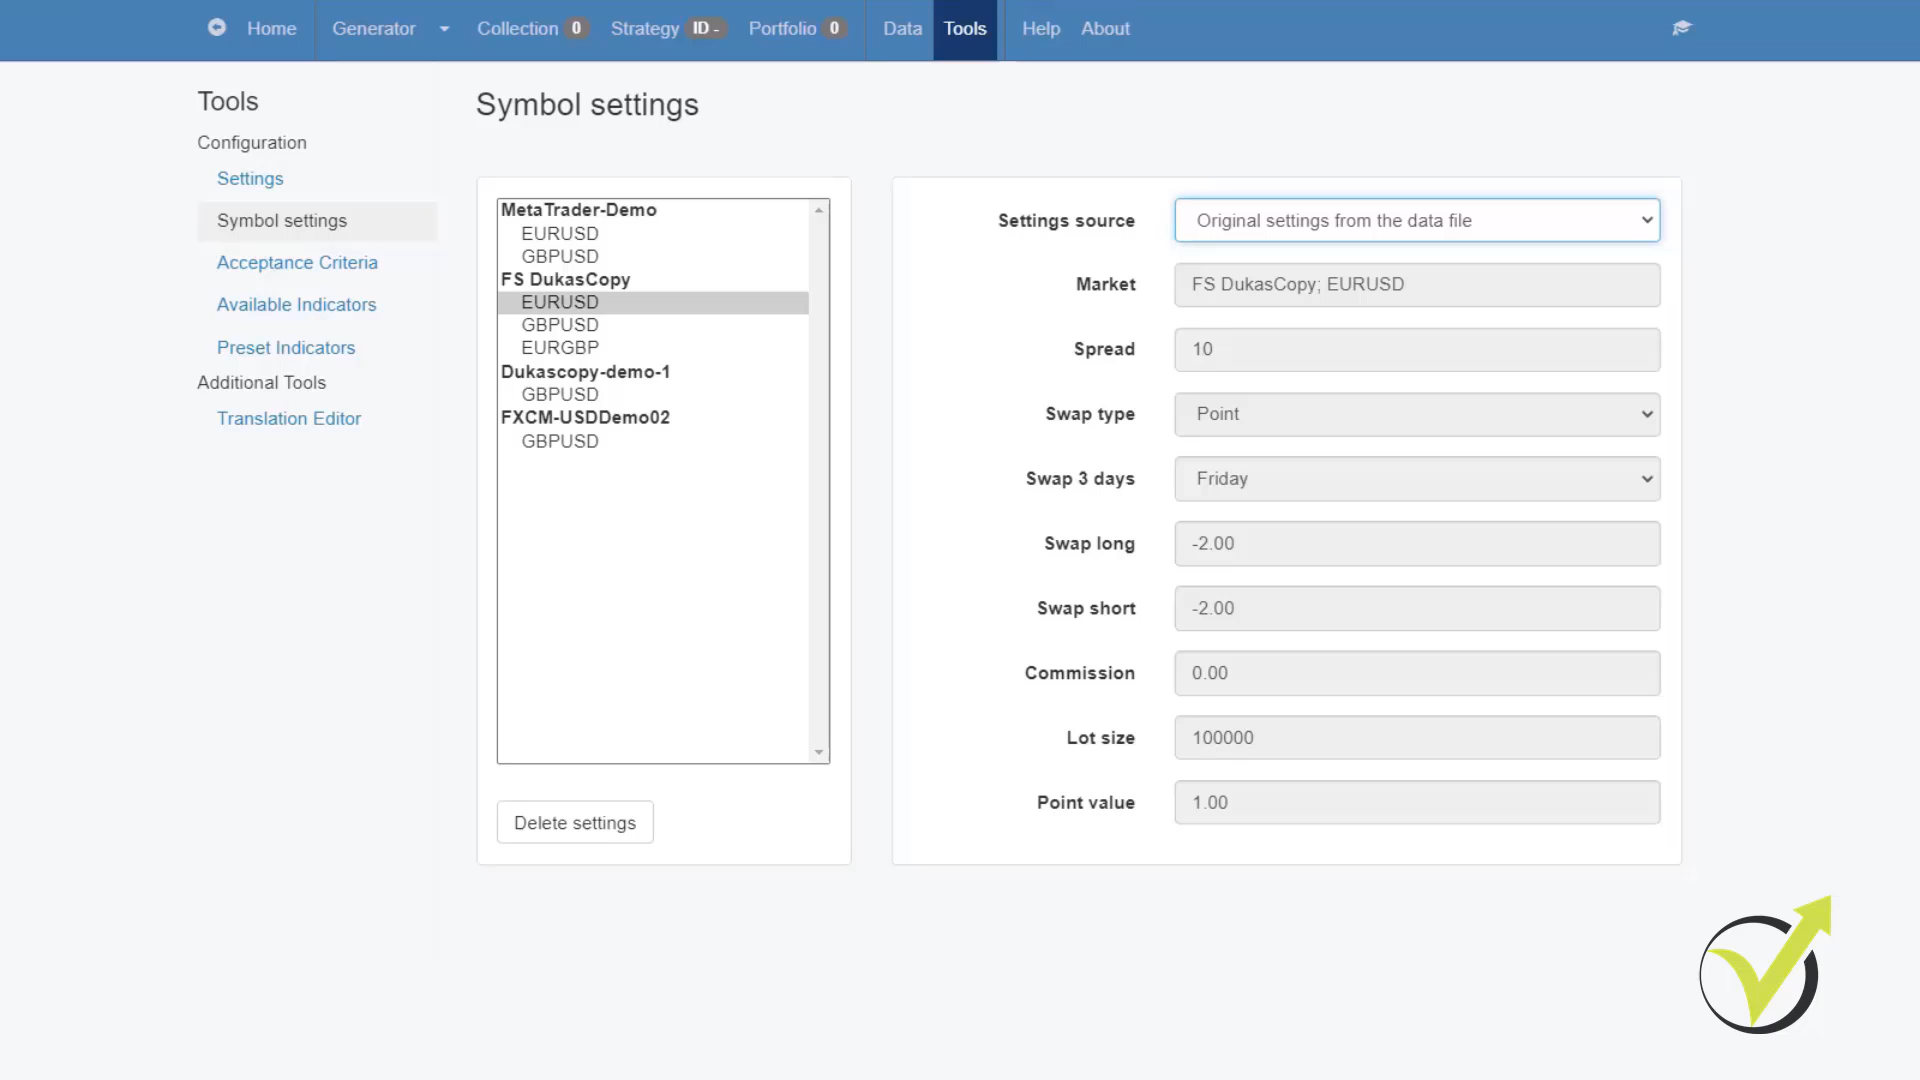 Home Generator Collection 0 Strategy ID - Portfolio 0 Data Tools Help About
Tools
Configuration
Settings
Symbol settings
Acceptance Criteria
Available Indicators
Preset Indicators
Additional Tools
Translation Editor
Symbol settings
MetaTrader-Demo
EURUSD
GBPUSD
FS DukasCopy
EURUSD
GBPUSD
EURGBP
Dukascopy-demo-1
GBPUSD
FXCM-USDDemo02
GBPUSD
Delete settings
Settings source Original settings from the data file
Market FS DukasCopy; EURUSD
Spread 10
Swap type Point
Swap 3 days Friday
Swap long -2.00
Swap short -2.00
Commission 0.00
Lot size 100000
Point value 1.00